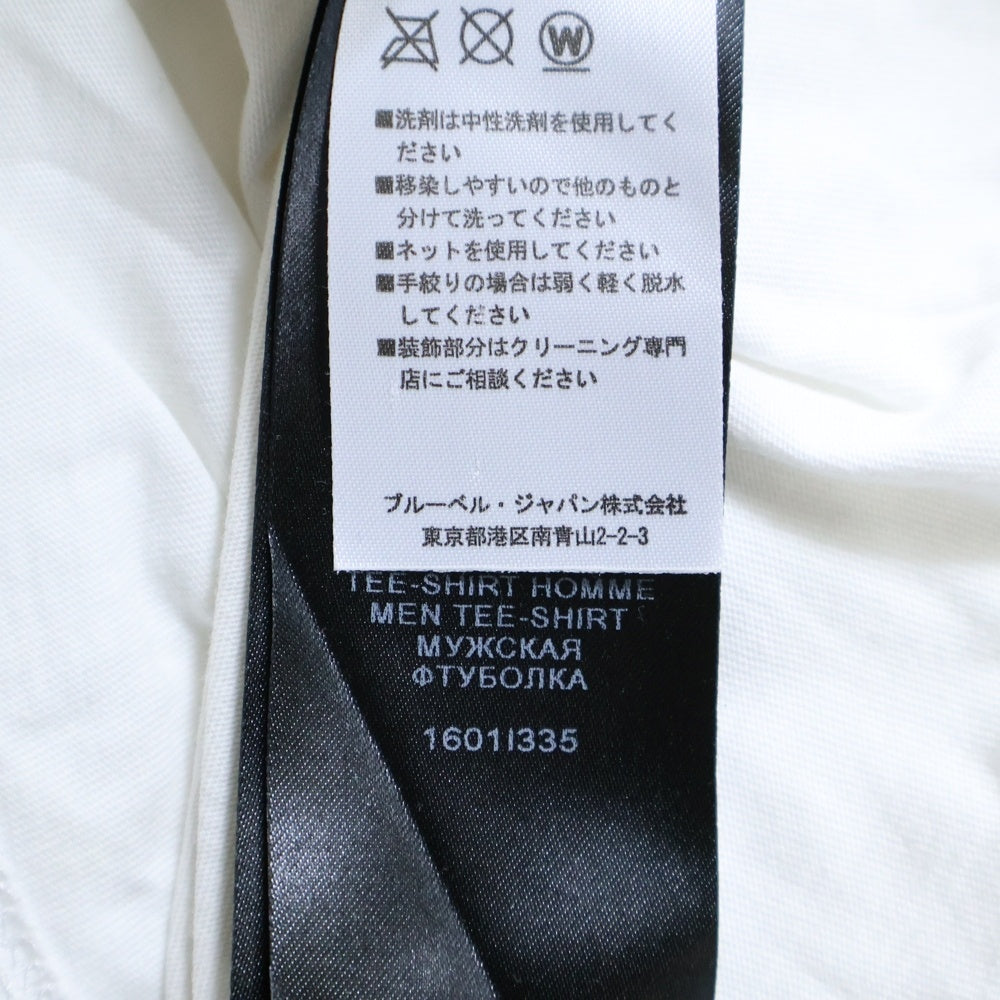 W
■洗剤は中性洗剤を使用してく
ださい
■移染しやすいので他のものと
分けて洗ってください
■ネットを使用してください
■手絞りの場合は弱く軽く脱水
してください
■装飾部分はクリーニング専門
店にご相談ください
ブルーベル・ジャパン株式会社
東京都港区南青山2-2-3
TEE-SHIRT HOMME
MEN TEE-SHIRT
МУЖСКАЯ
ФТУБОЛКА
1601I335